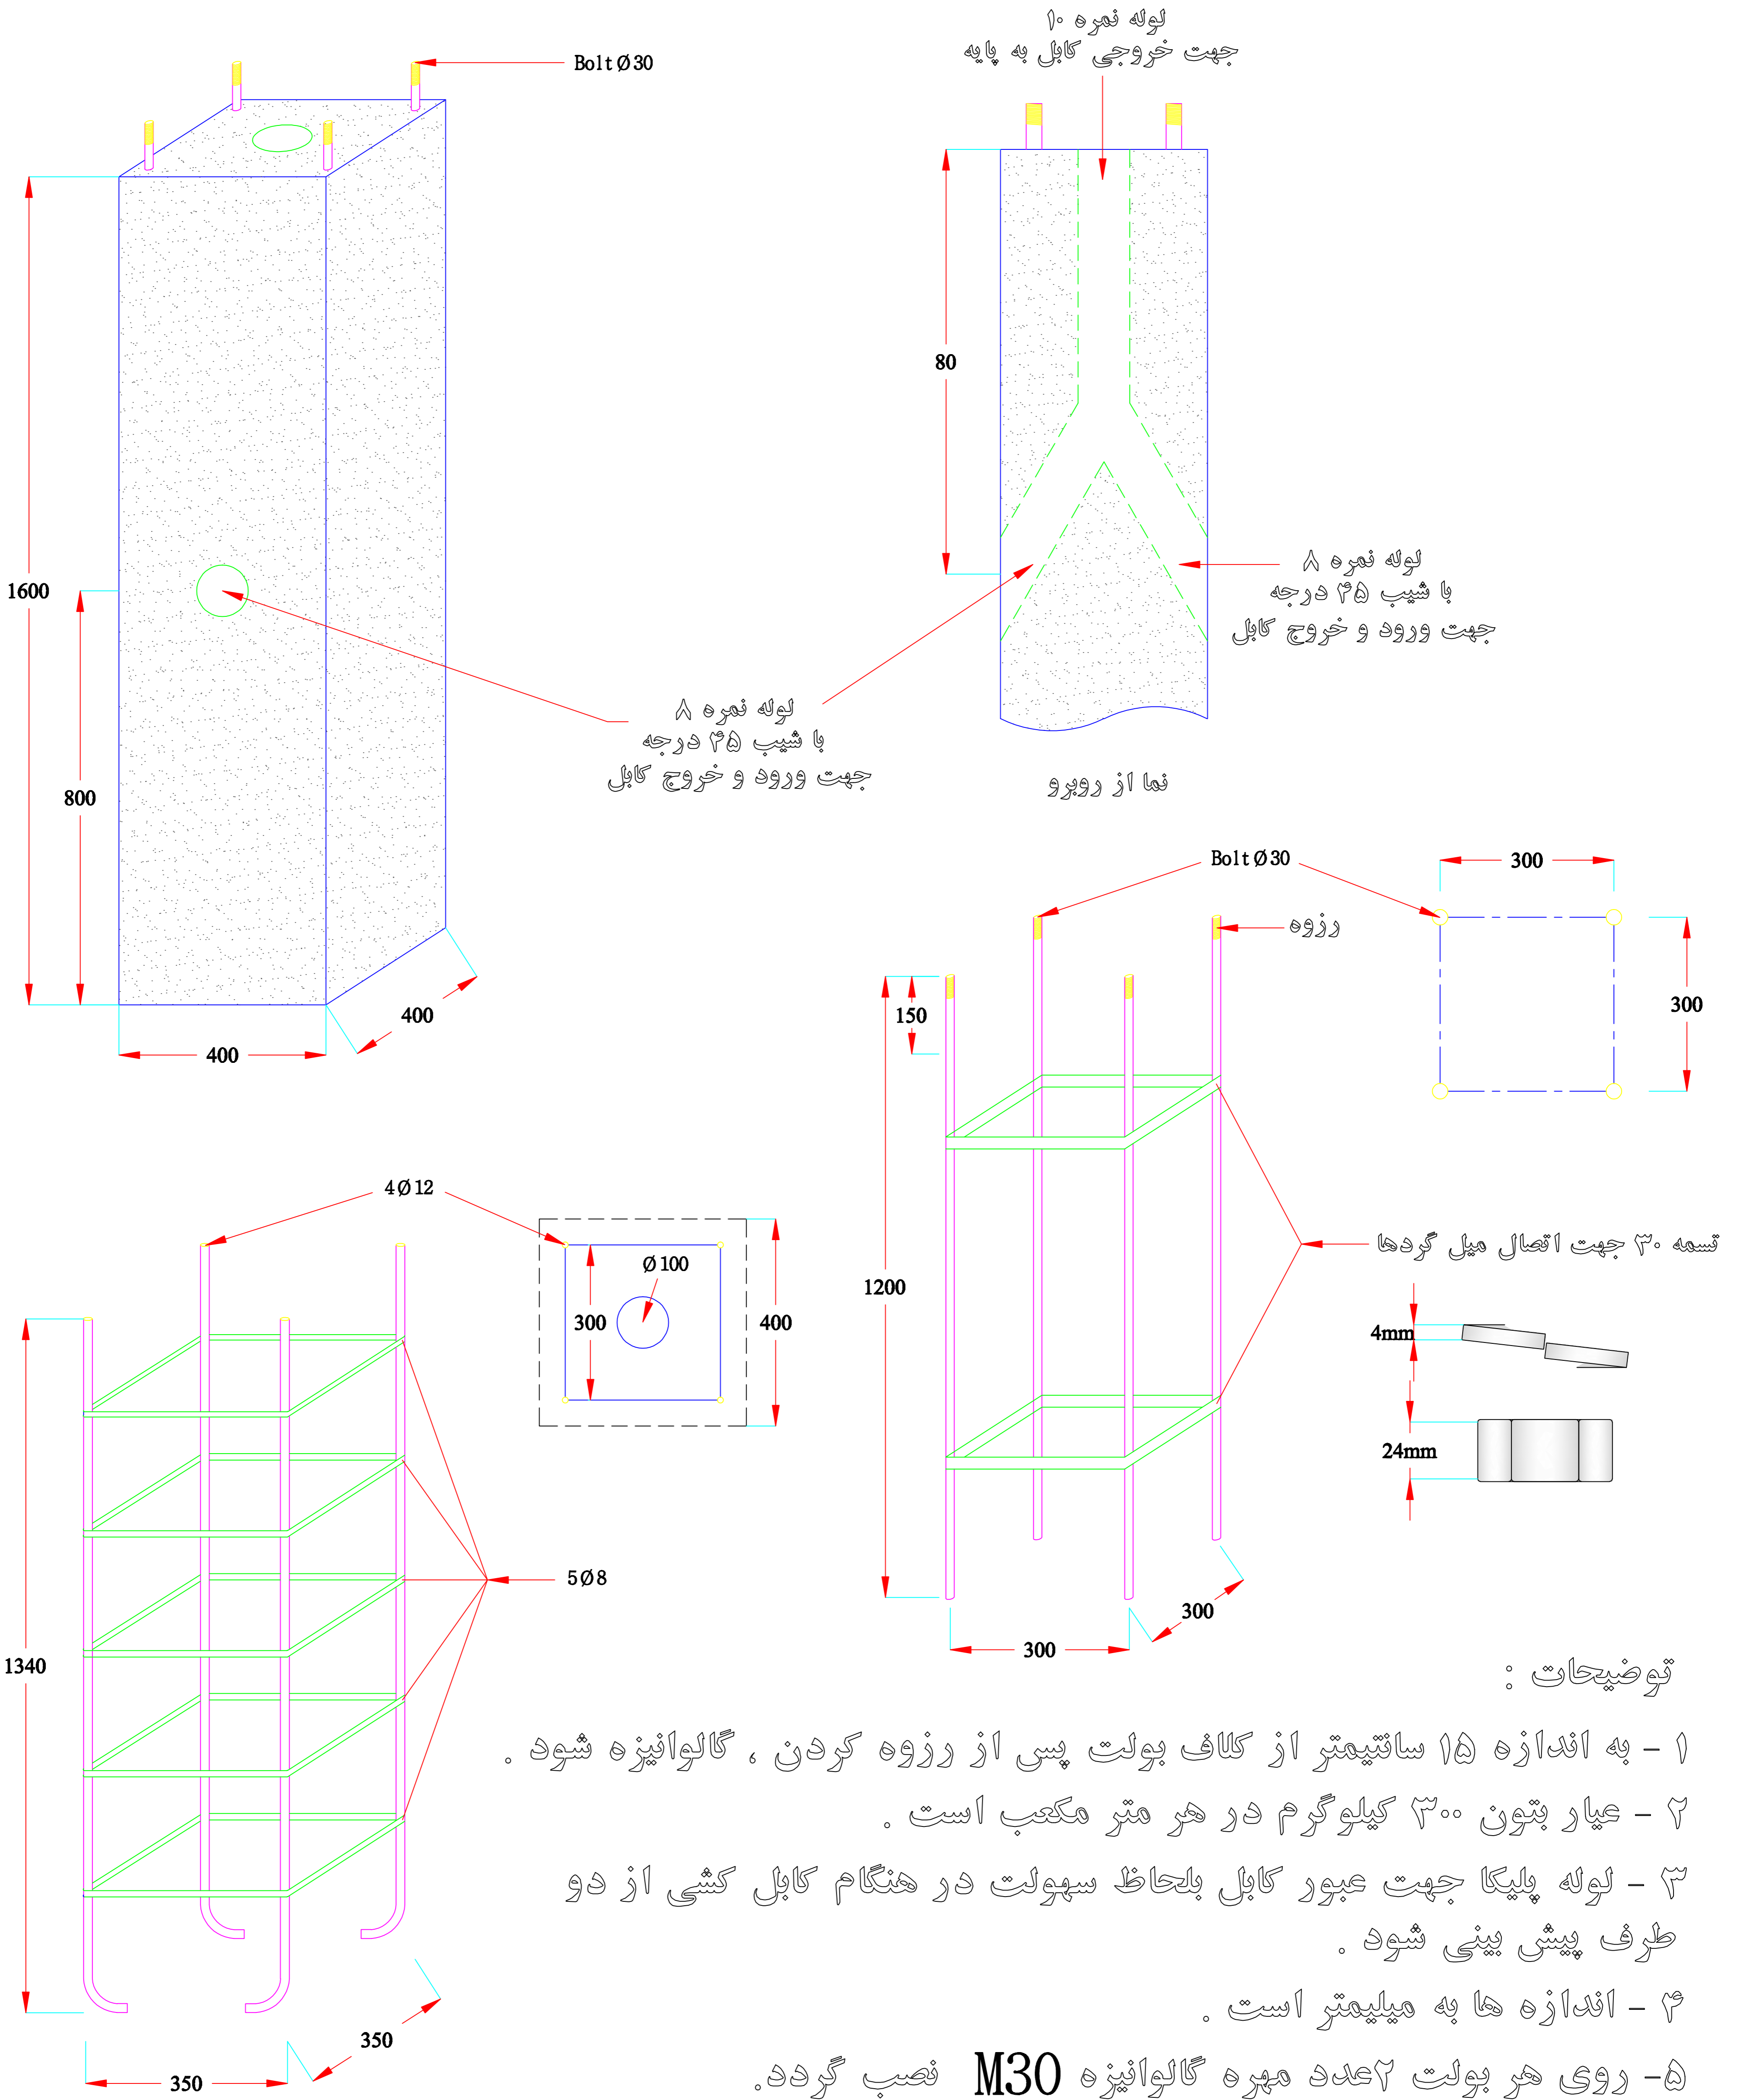 لوله نمره ۱۰
جهت خروجی کابل به پایه
BoltØ30
1600
800
400
400
80
لوله نمره ۸
با شیب ۴۵ درجه
جهت ورود و خروج کابل
لوله نمره ۸
با شیب ۴۵ درجه
جهت ورود و خروج کابل
نما از روبرو
BoltØ30
رزوه
300
300
150
1200
300
300
تسمه ۳۰ جهت اتصال میل گردها
4mm
24mm
4Ø12
Ø100
300
400
5Ø8
1340
350
350
توضیحات :
۱ - به اندازه ۱۵ سانتیمتر از کلاف بولت پس از رزوه کردن ، گالوانیزه شود .
۲ - عیار بتون ۳۰۰ کیلوگرم در هر متر مکعب است .
۳ - لوله پلیکا جهت عبور کابل بلحاظ سهولت در هنگام کابل کشی از دو
طرف پیش بینی شود .
۴ - اندازه ها به میلیمتر است .
۵- روی هر بولت ۲عدد مهره گالوانیزه M30 نصب گردد.